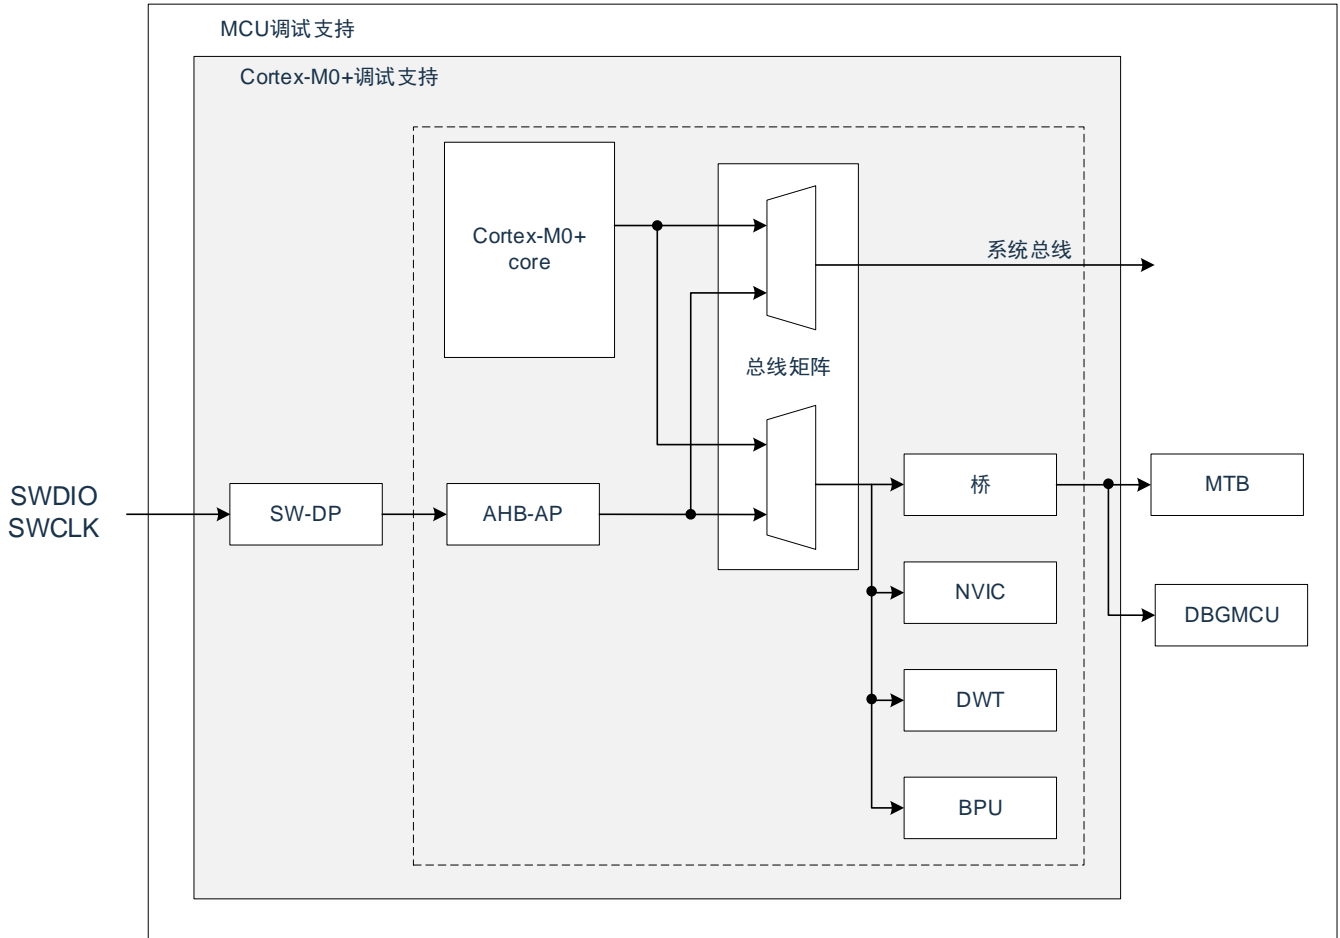 MCU调试支持
Cortex-M0+调试支持
Cortex-M0+
core
系统总线
总线矩阵
SWDIO
SWCLK
SW-DP
AHB-AP
桥
MTB
NVIC
DBGMCU
DWT
BPU